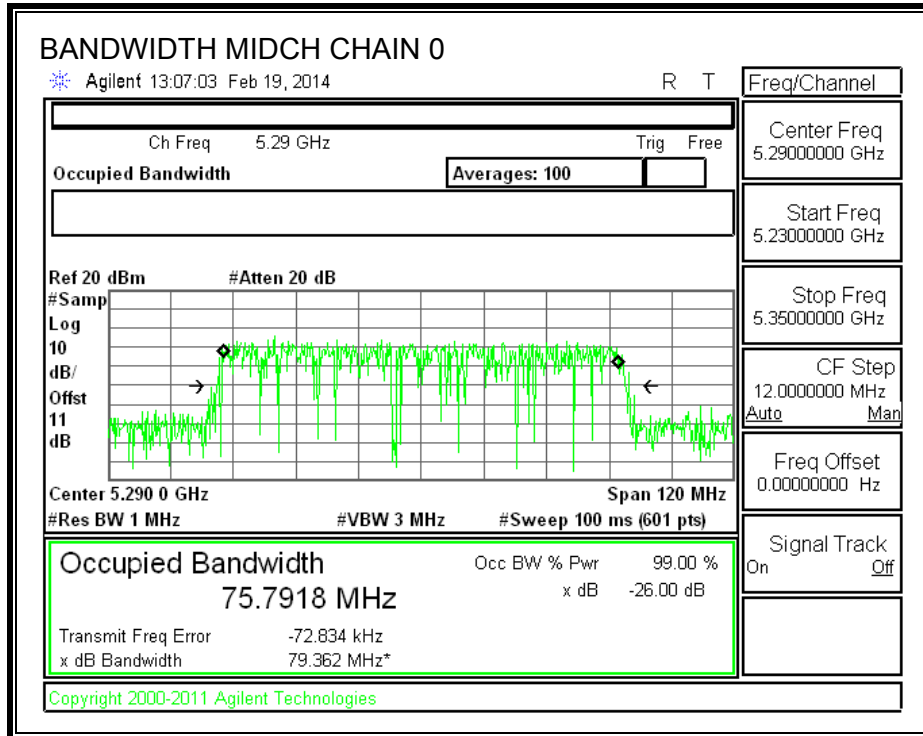 BANDWIDTH MIDCH CHAIN 0
Agilent 13:07:03 Feb 19, 2014 R T
Ch Freq 5.29 GHz Trig Free
Occupied Bandwidth Averages: 100
Ref 20 dBm #Atten 20 dB
#Samp
Log
10
dB/
Offst
11
dB
Center 5.290 0 GHz Span 120 MHz
#Res BW 1 MHz #VBW 3 MHz #Sweep 100 ms (601 pts)
Occupied Bandwidth Occ BW % Pwr 99.00 %
75.7918 MHz x dB -26.00 dB
Transmit Freq Error -72.834 kHz
x dB Bandwidth 79.362 MHz*
Copyright 2000-2011 Agilent Technologies
Freq/Channel
Center Freq
5.29000000 GHz
Start Freq
5.23000000 GHz
Stop Freq
5.35000000 GHz
CF Step
12.0000000 MHz
Auto Man
Freq Offset
0.00000000 Hz
Signal Track
On Off